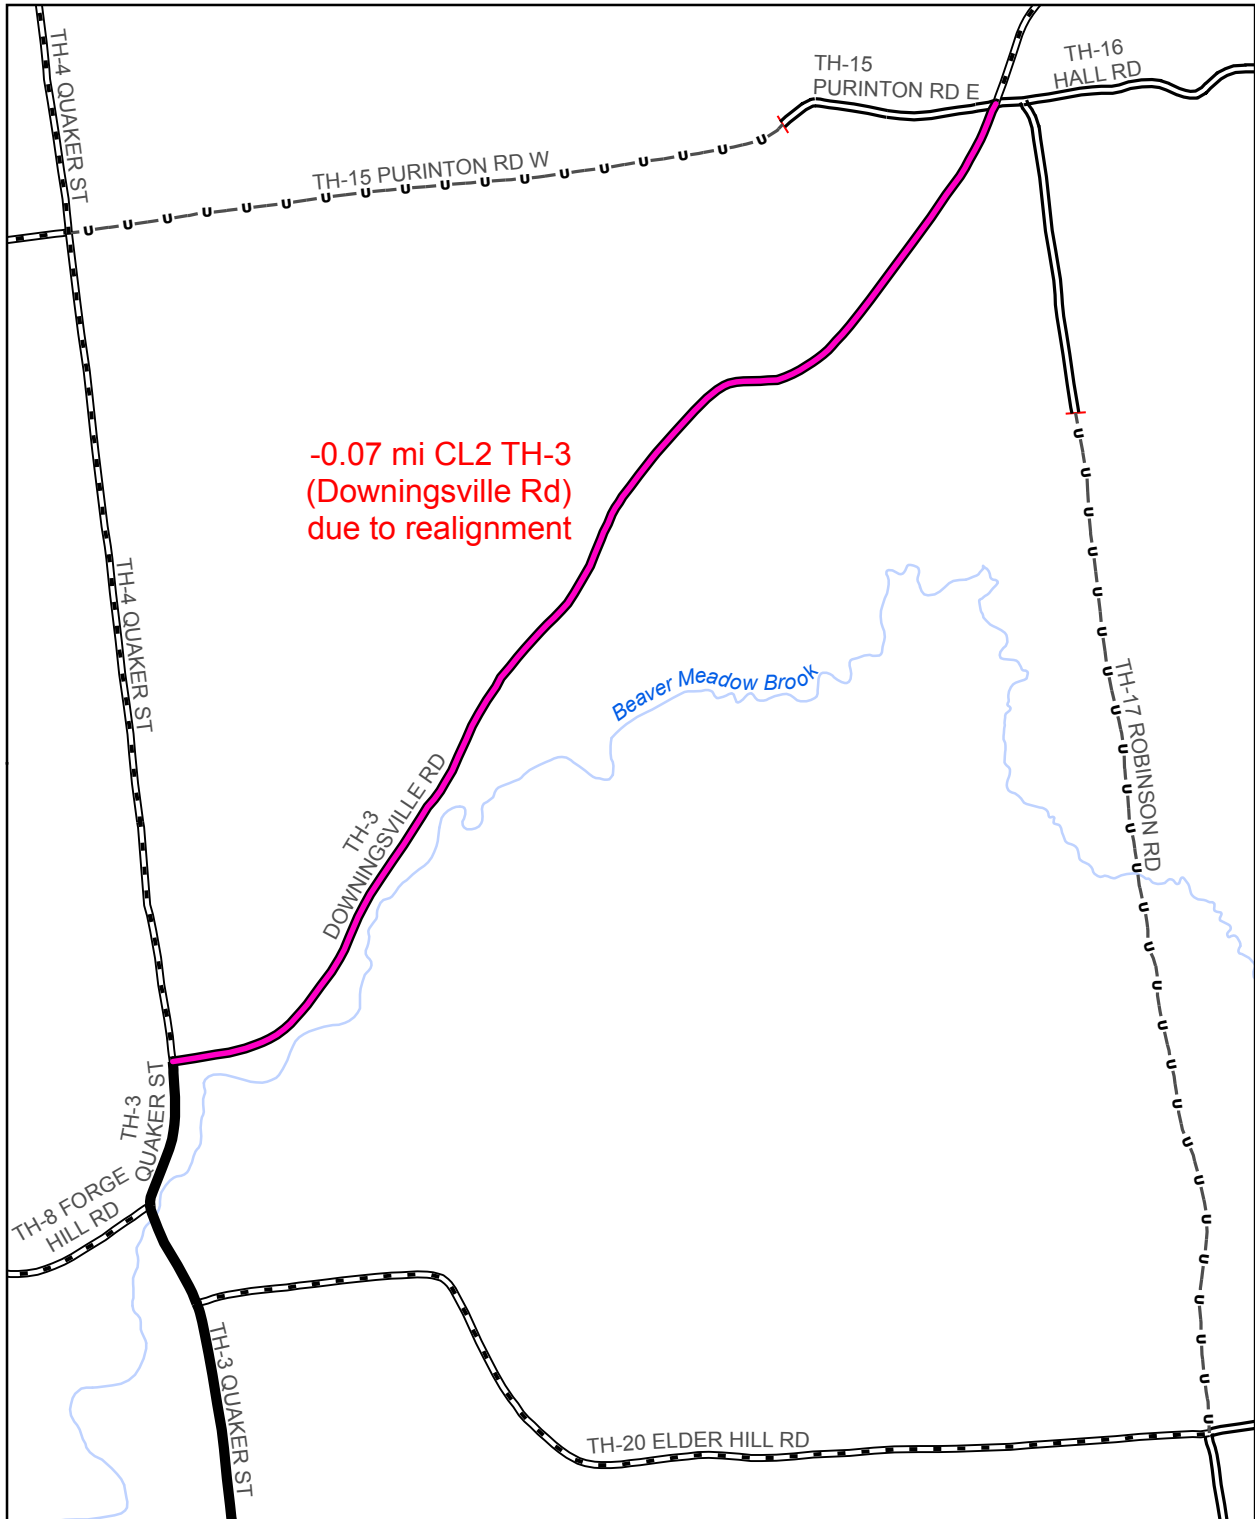 TH-4 QUAKER ST
TH-15
PURINTON RD E
TH-16
HALL RD
TH-15 PURINTON RD W
U U U U U U U U U U U U U U U U U U
-0.07 mi CL2 TH-3
(Downingsville Rd)
due to realignment
TH-4 QUAKER ST
Beaver Meadow Brook
TH-17 ROBINSON RD
U U U U U U U U U U U U U U U U U U U U U U U U U U
TH-3
DOWNINGSVILLE RD
TH-3
QUAKER ST
TH-8 FORGE
HILL RD
TH-3 QUAKER ST
TH-20 ELDER HILL RD